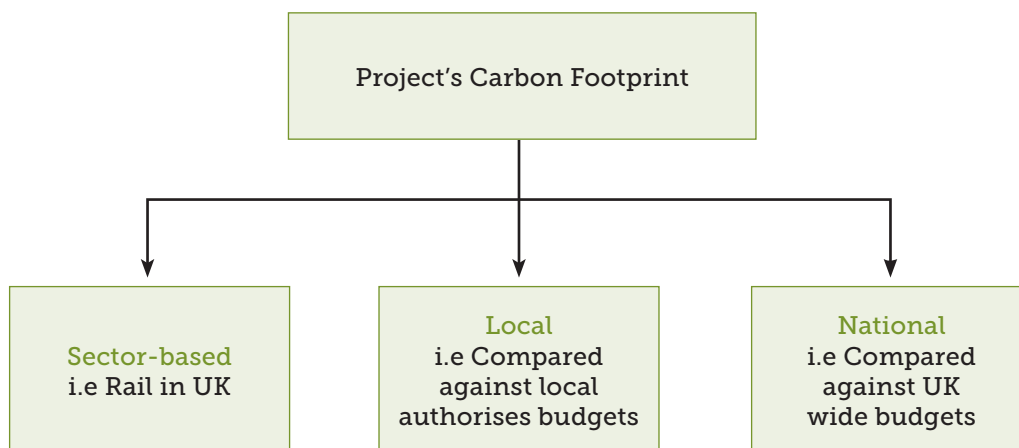 Project’s Carbon Footprint
Sector-based
i.e Rail in UK
Local
i.e Compared
against local
authorises budgets
National
i.e Compared
against UK
wide budgets